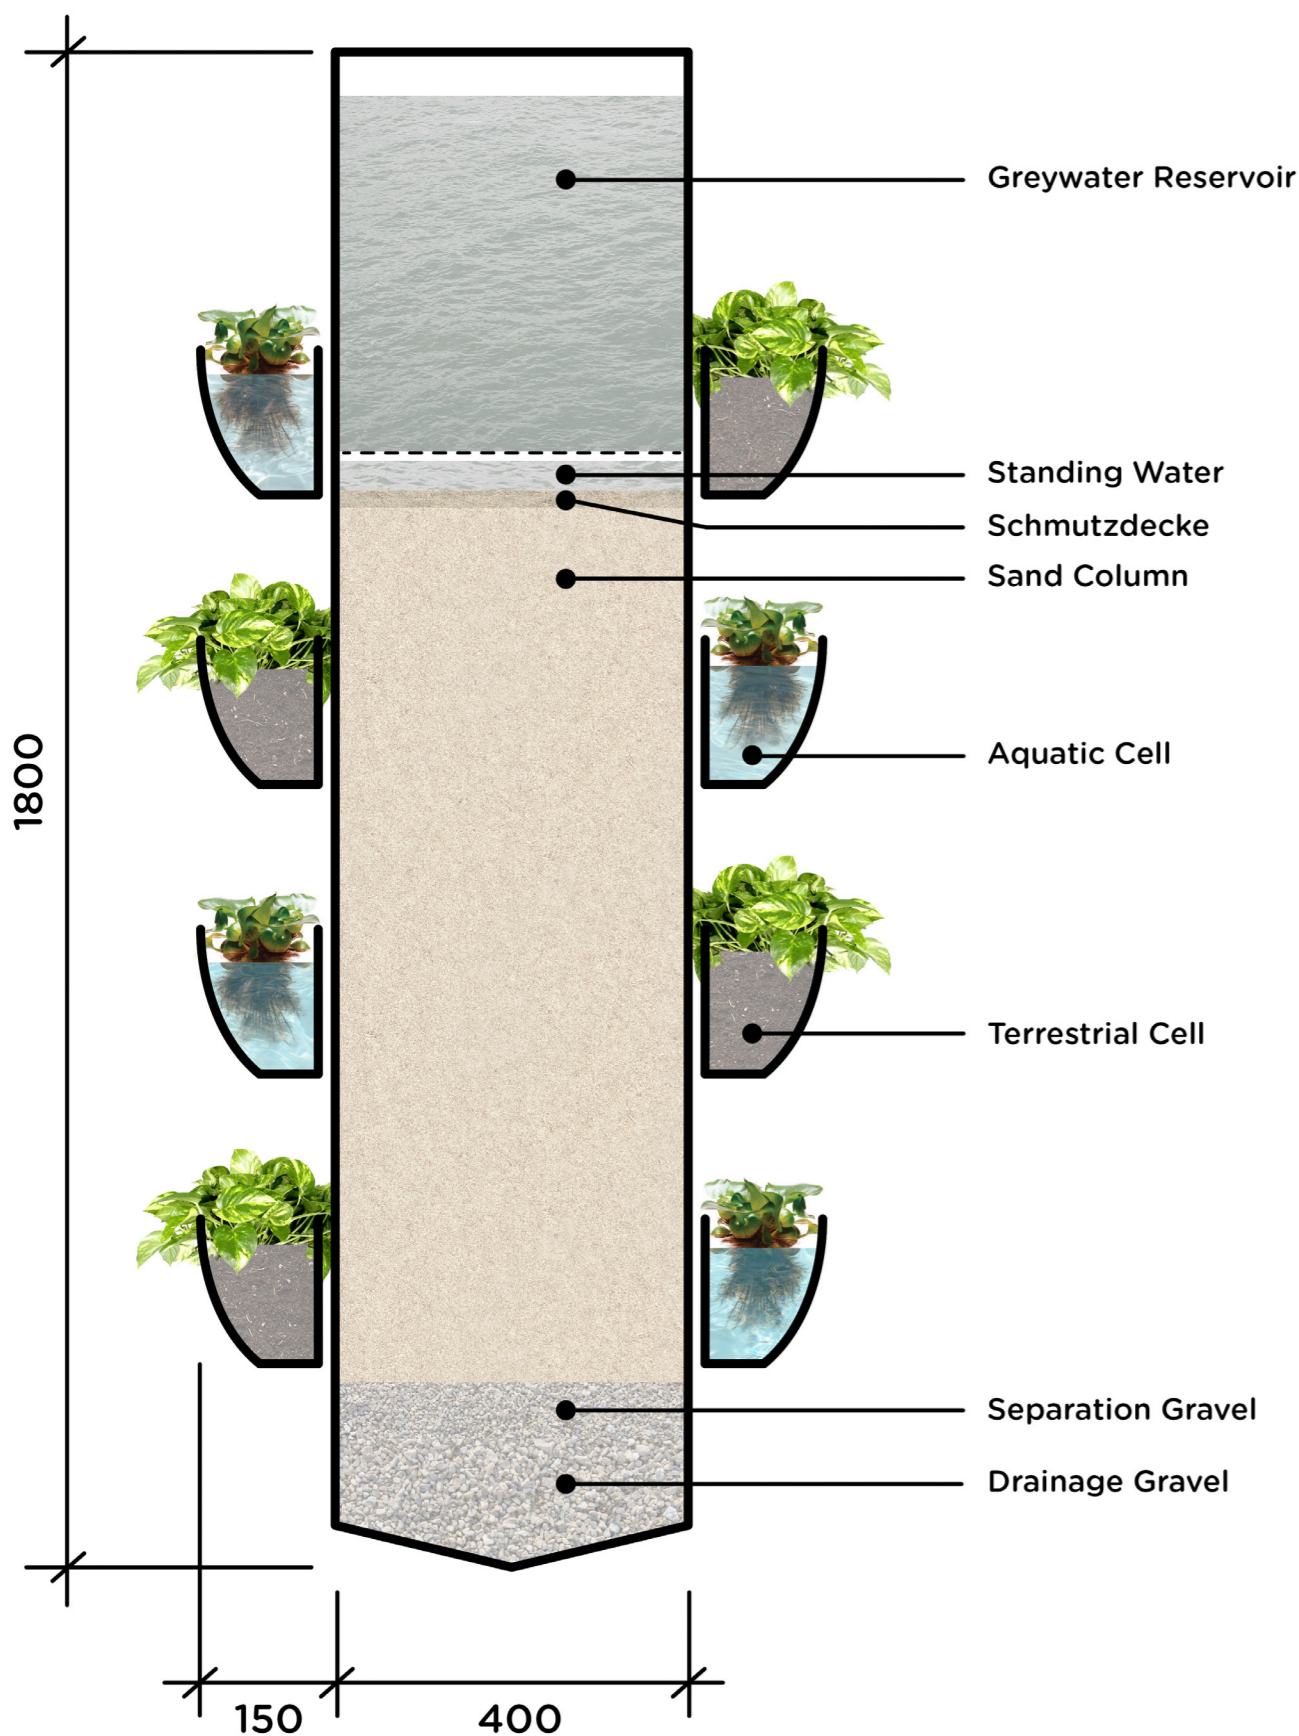 Greywater Reservoir
Standing Water
Schmutzdecke
Sand Column
Aquatic Cell
1800
Terrestrial Cell
Separation Gravel
Drainage Gravel
150
400